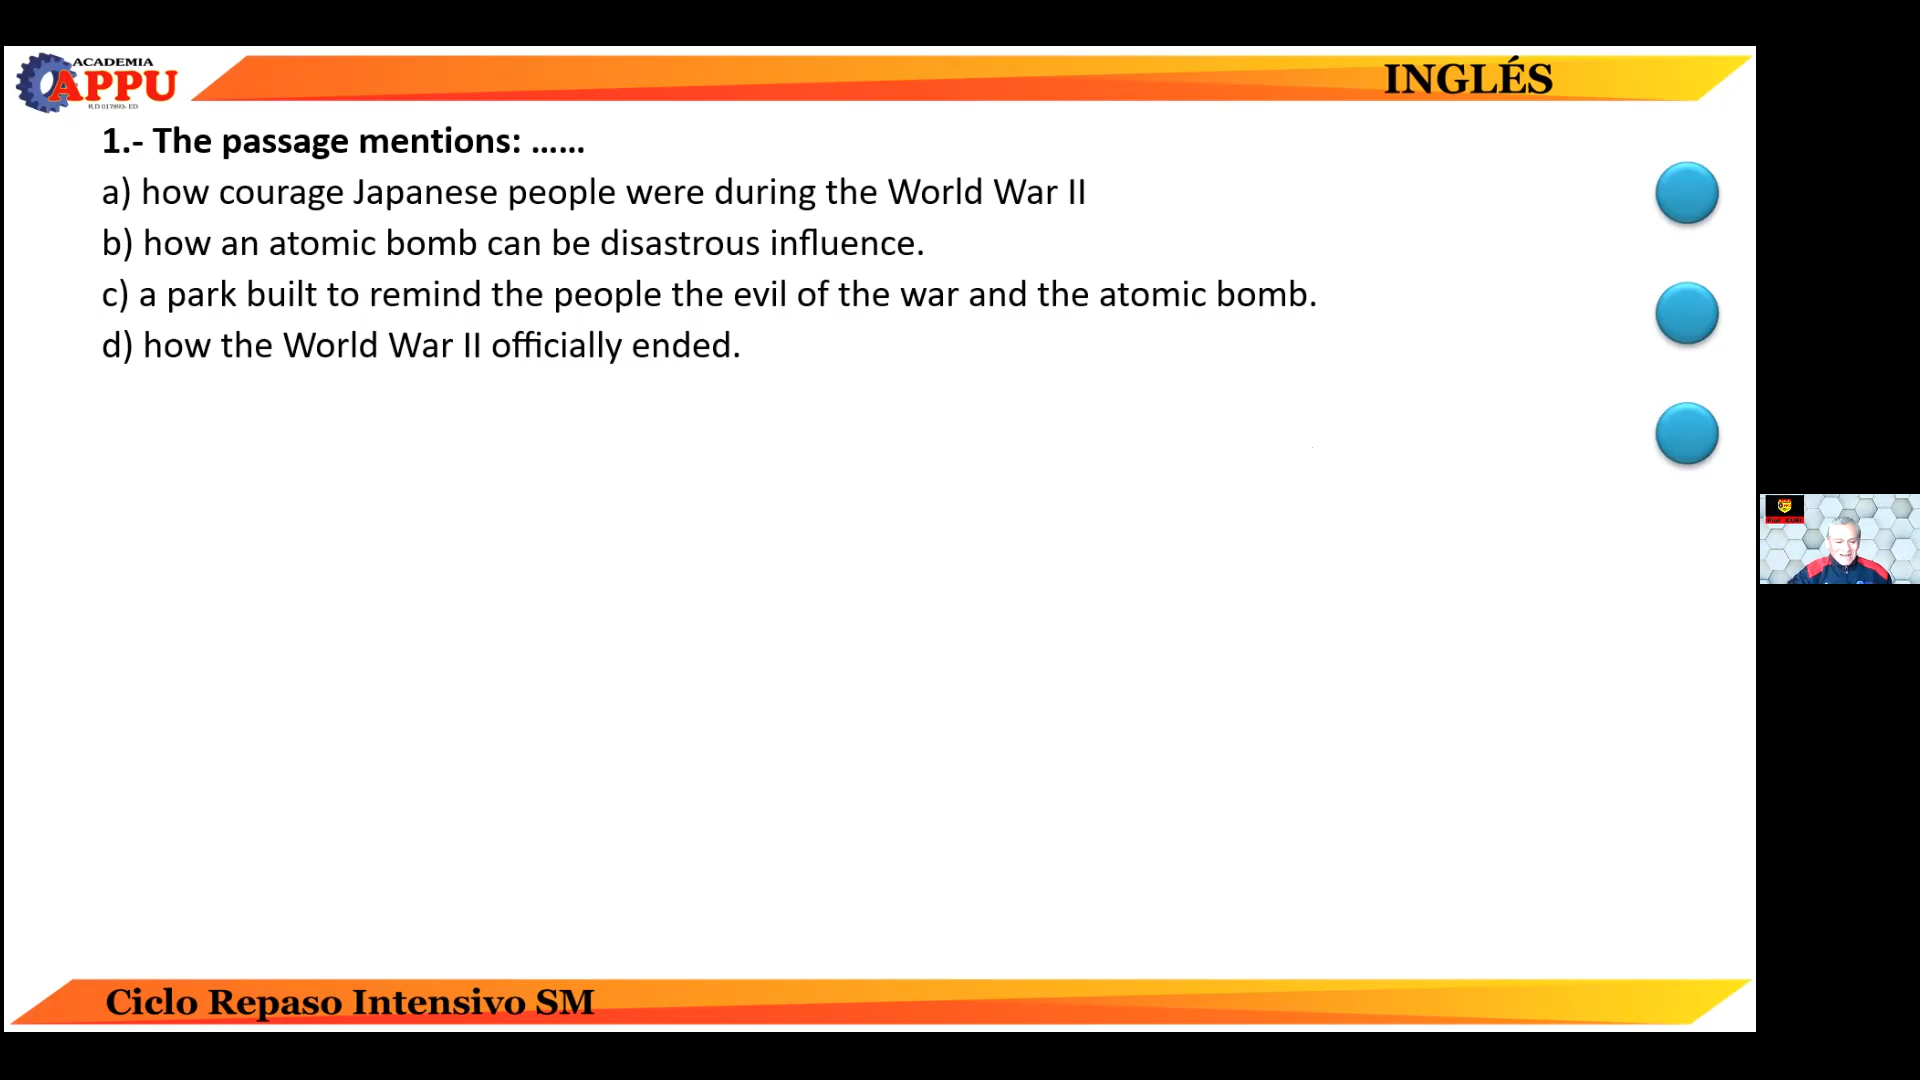 ACADEMIA
APPU
R.D 017893- ED
INGLÉS
1.- The passage mentions: ......
a) how courage Japanese people were during the World War II
b) how an atomic bomb can be disastrous influence.
c) a park built to remind the people the evil of the war and the atomic bomb.
d) how the World War II officially ended.
Ciclo Repaso Intensivo SM